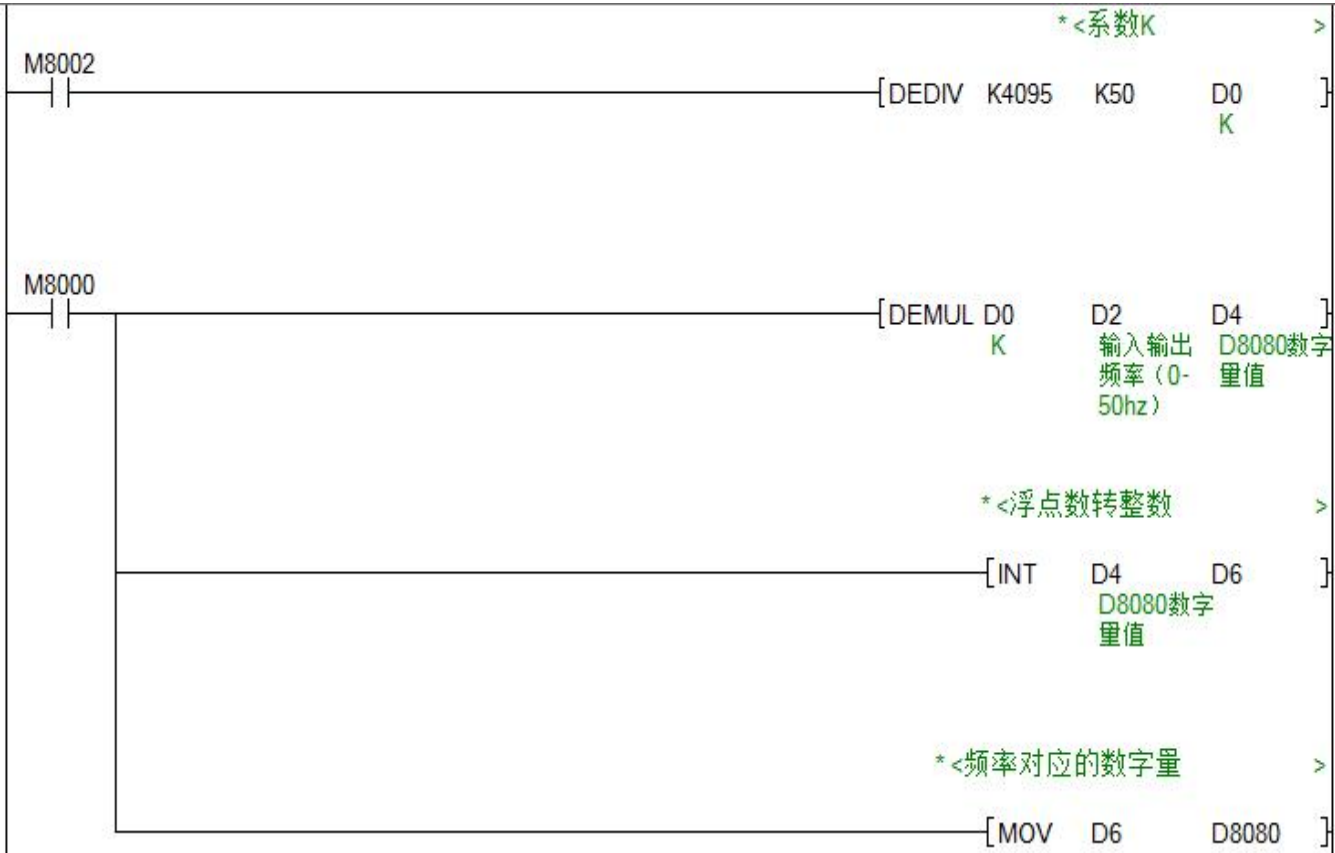 *<系数K >
M8002
DEDIV K4095 K50 D0
K
M8000
DEMUL D0 D2 D4
K 输入输出 D8080数字
频率（0- 量值
50hz）
*<浮点数转整数 >
INT D4 D6
D8080数字
量值
*<频率对应的数字量 >
MOV D6 D8080